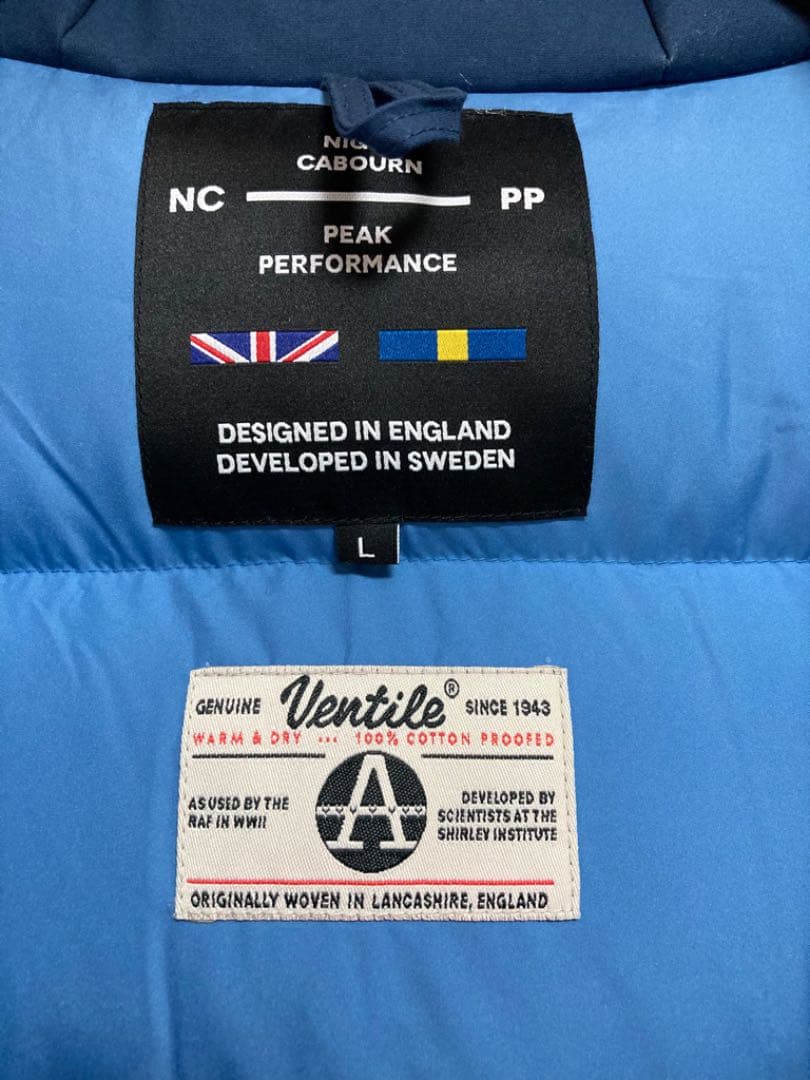 CABOURN
NC PP
PEAK
PERFORMANCE
DESIGNED IN ENGLAND
DEVELOPED IN SWEDEN
L
GENUINE Ventile® SINCE 1943
WARM & DRY ... 100% COTTON PROOFED
A
AS USED BY THE
RAF IN WWII
DEVELOPED BY
SCIENTISTS AT THE
SHIRLEY INSTITUTE
ORIGINALLY WOVEN IN LANCASHIRE, ENGLAND